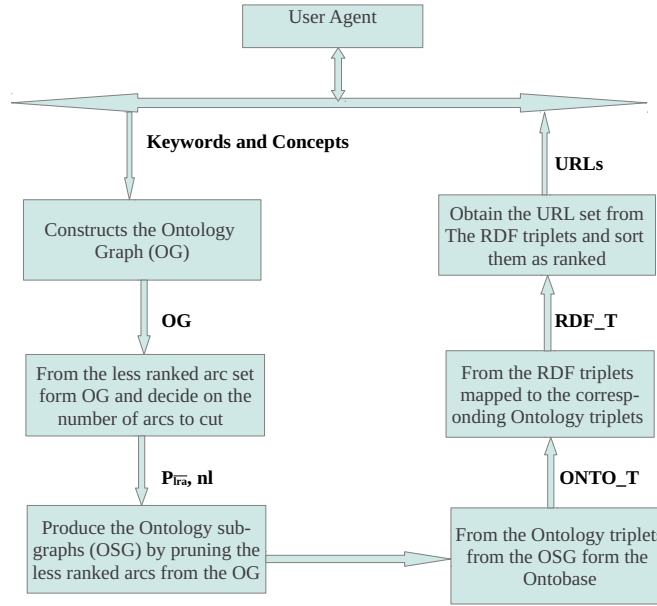 User Agent
Keywords and Concepts
Constructs the Ontology
Graph (OG)
OG
From the less ranked arc set
form OG and decide on the
number of arcs to cut
Plra, nl
Produce the Ontology sub-
graphs (OSG) by pruning the
less ranked arcs from the OG
From the Ontology triplets
from the OSG form the
Ontobase
ONTO_T
From the RDF triplets
mapped to the corresp-
onding Ontology triplets
RDF_T
Obtain the URL set from
The RDF triplets and sort
them as ranked
URLs